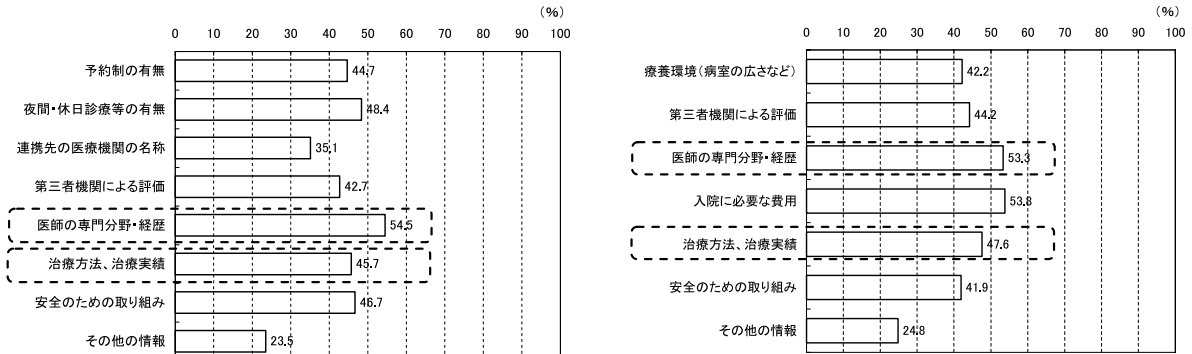 (%)
0 10 20 30 40 50 60 70 80 90 100
予約制の有無 44.7
夜間・休日診療等の有無 48.4
連携先の医療機関の名称 35.1
第三者機関による評価 42.7
医師の専門分野・経歴 54.5
治療方法、治療実績 45.7
安全のための取り組み 46.7
その他の情報 23.5
(%)
0 10 20 30 40 50 60 70 80 90 100
療養環境(病室の広さなど) 42.2
第三者機関による評価 44.2
医師の専門分野・経歴 53.3
入院に必要な費用 53.8
治療方法、治療実績 47.6
安全のための取り組み 41.9
その他の情報 24.8